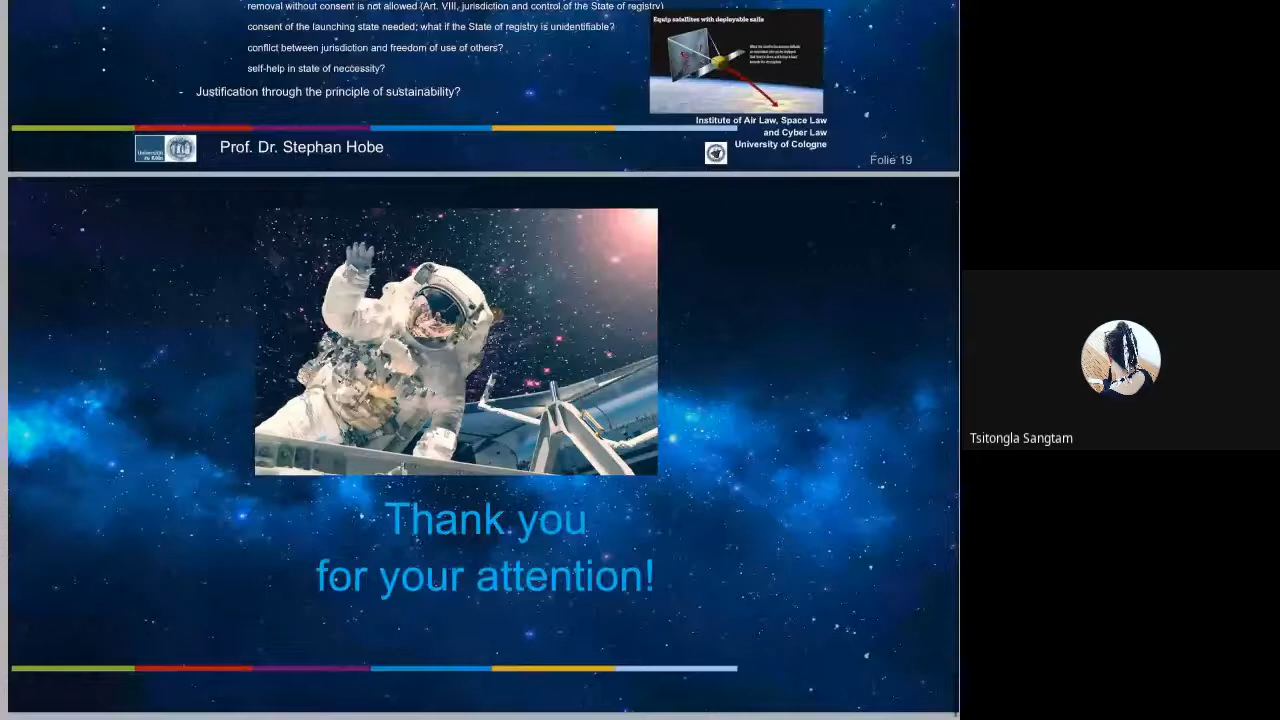 removal without consent is not allowed (Art. VIII, jurisdiction and control of the State of registry)
consent of the launching state needed; what if the State of registry is unidentifiable?
conflict between jurisdiction and freedom of use of others?
self-help in state of necessity?
- Justification through the principle of sustainability?
Equip satellites with deployable sails
Institute of Air Law, Space Law
and Cyber Law
University of Cologne
Universität
zu Köln
Prof. Dr. Stephan Hobe
Folie 19
Thank you
for your attention!
Tsitongla Sangtam